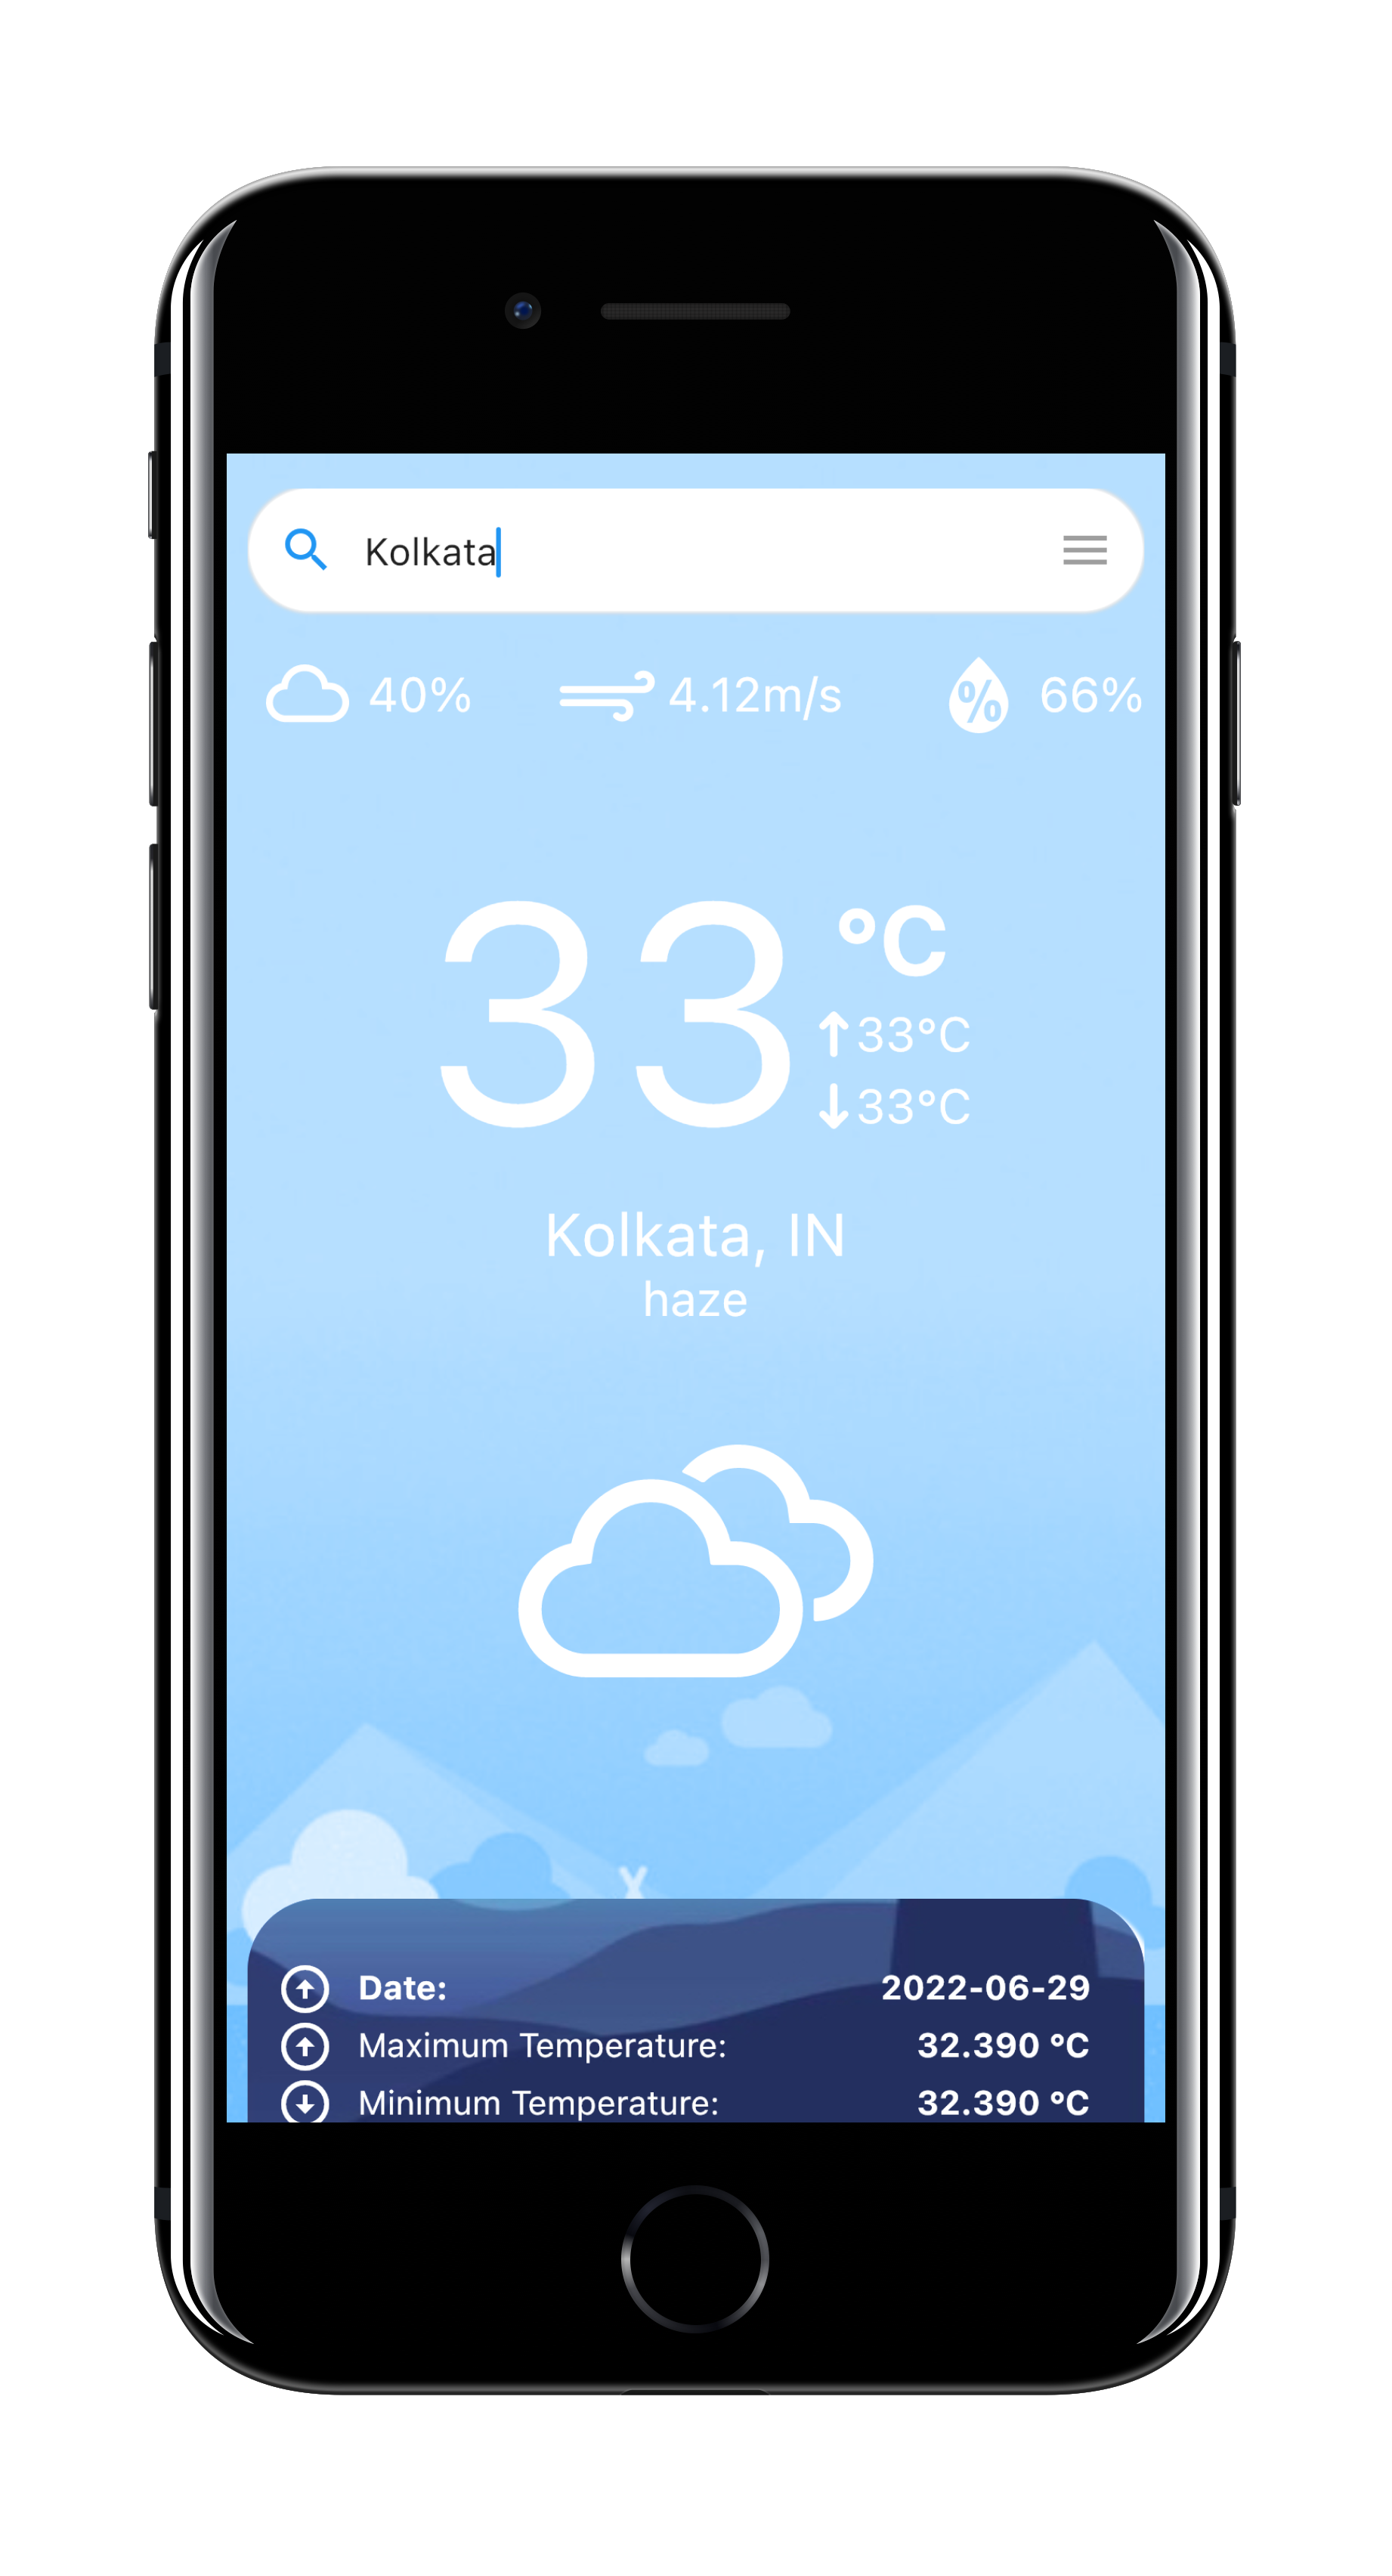 Kolkata
40% 4.12m/s % 66%
33 °C
↑33°C
↓33°C
Kolkata, IN
haze
Date: 2022-06-29
Maximum Temperature: 32.390 °C
Minimum Temperature: 32.390 °C